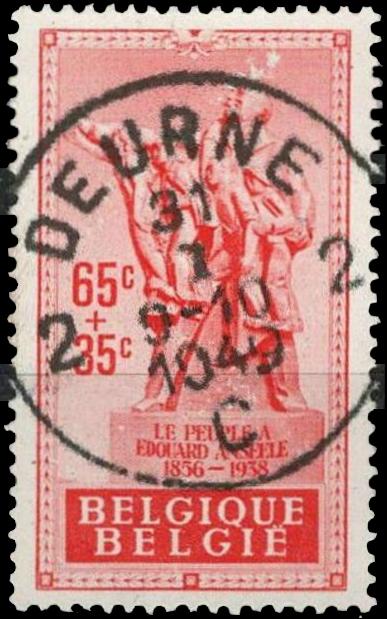 DEURNE
31
1
9-10
1949
C
2
2
65c
+
35c
LE PEUPLE A
EDOUARD ANSEELE
1856 – 1938
BELGIQUE
BELGIË